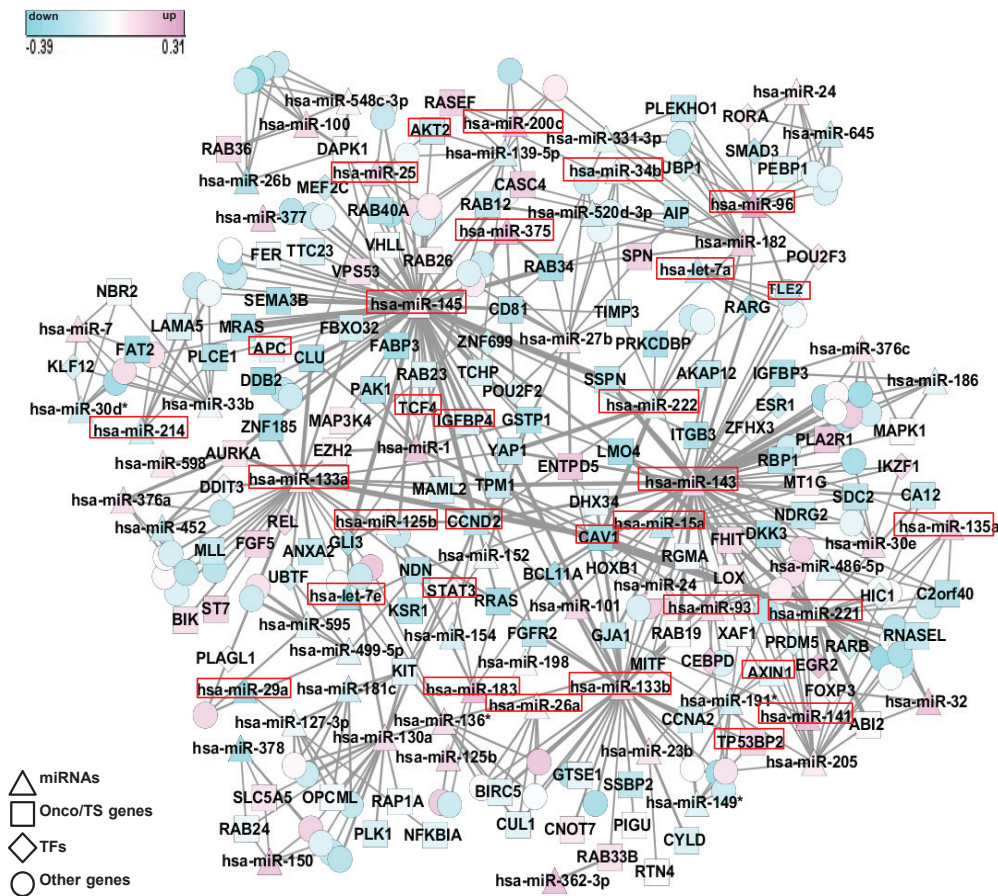 down up
-0.39 0.31
hsa-miR-548c-3p
RASEF
hsa-miR-24
PLEKHO1
hsa-miR-100
AKT2
hsa-miR-200c
RORA
RAB36
DAPK1
hsa-miR-139-5p
hsa-miR-331-3p
hsa-miR-645
SMAD3
hsa-miR-25
hsa-miR-34b
UBP1
PEBP1
hsa-miR-26b
MEF2C
CASC4
hsa-miR-96
hsa-miR-377
RAB40A
RAB12
hsa-miR-520d-3p
AIP
hsa-miR-375
hsa-miR-182
FER
TTC23
VHLL
RAB26
SPN
POU2F3
VPS53
RAB34
hsa-let-7a
NBR2
SEMA3B
hsa-miR-145
CD81
TIMP3
RARG
TLE2
hsa-miR-7
LAMA5
MRAS
FBXO32
ZNF699
hsa-miR-27b
PRKCDBP
FAT2
PLCE1
APC
CLU
FABP3
TCHP
hsa-miR-376c
KLF12
RAB23
POU2F2
SSPN
AKAP12
IGFBP3
hsa-miR-186
DDB2
PAK1
hsa-miR-30d*
hsa-miR-33b
TCF4
IGFBP4
hsa-miR-222
ESR1
hsa-miR-214
ZNF185
MAP3K4
GSTP1
ITGB3
ZFHX3
PLA2R1
MAPK1
AURKA
EZH2
hsa-miR-1
YAP1
LMO4
RBP1
hsa-miR-598
ENTPD5
IKZF1
hsa-miR-133a
MAML2
TPM1
hsa-miR-143
MT1G
hsa-miR-376a
DDIT3
DHX34
SDC2
CA12
REL
hsa-miR-125b
CCND2
hsa-miR-15a
NDRG2
hsa-miR-135a
hsa-miR-452
FGF5
GLI3
CAV1
FHIT
DKK3
hsa-miR-30e
MLL
ANXA2
hsa-miR-152
RGMA
hsa-miR-486-5p
UBTF
NDN
BCL11A
HOXB1
hsa-miR-24
LOX
HIC1
C2orf40
hsa-let-7e
STAT3
RRAS
hsa-miR-101
hsa-miR-93
hsa-miR-221
ST7
KSR1
BIK
hsa-miR-595
hsa-miR-154
FGFR2
GJA1
RAB19
XAF1
PRDM5
RARB
RNASEL
PLAGL1
hsa-miR-499-5p
hsa-miR-198
MITF
CEBPD
AXIN1
EGR2
KIT
hsa-miR-29a
hsa-miR-181c
hsa-miR-183
hsa-miR-133b
hsa-miR-191*
FOXP3
hsa-miR-32
hsa-miR-26a
CCNA2
hsa-miR-141
ABI2
hsa-miR-127-3p
hsa-miR-136*
hsa-miR-378
hsa-miR-130a
hsa-miR-23b
TP53BP2
hsa-miR-125b
hsa-miR-205
SLC5A5
OPCML
RAP1A
BIRC5
GTSE1
SSBP2
hsa-miR-149*
RAB24
PLK1
NFKBIA
CUL1
CNOT7
PIGU
CYLD
hsa-miR-150
RAB33B
RTN4
hsa-miR-362-3p
miRNAs
Onco/TS genes
TFs
Other genes